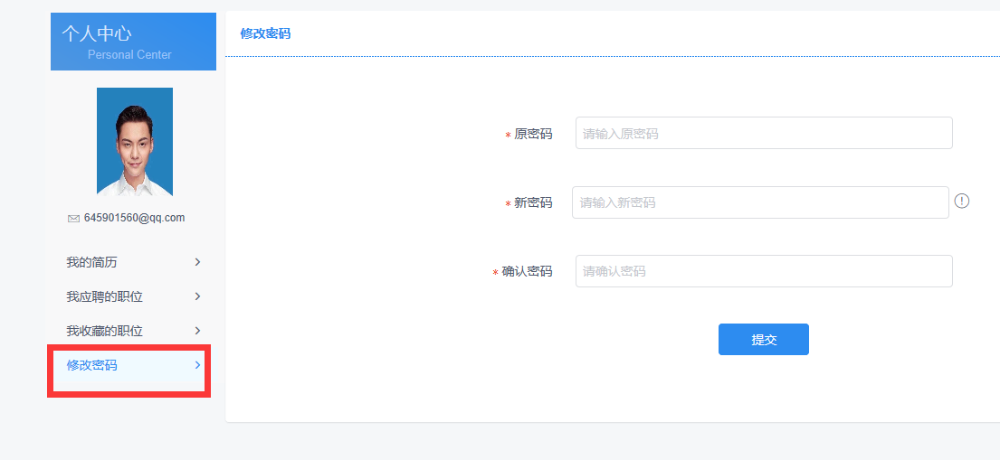 个人中心
Personal Center
645901560@qq.com
我的简历
我应聘的职位
我收藏的职位
修改密码
修改密码
* 原密码 请输入原密码
* 新密码 请输入新密码
* 确认密码 请确认密码
提交